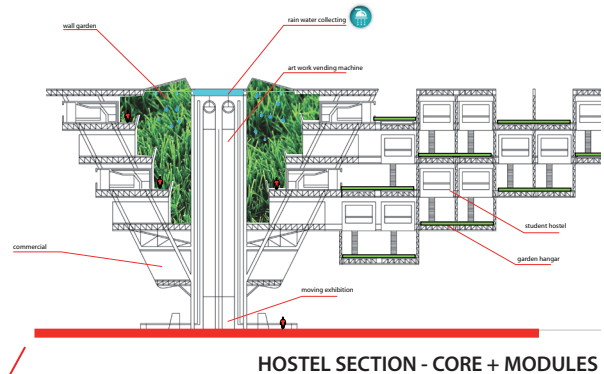 rain water collecting
wall garden
art work vending machine
student hostel
commercial
garden hangar
moving exhibition
HOSTEL SECTION - CORE + MODULES